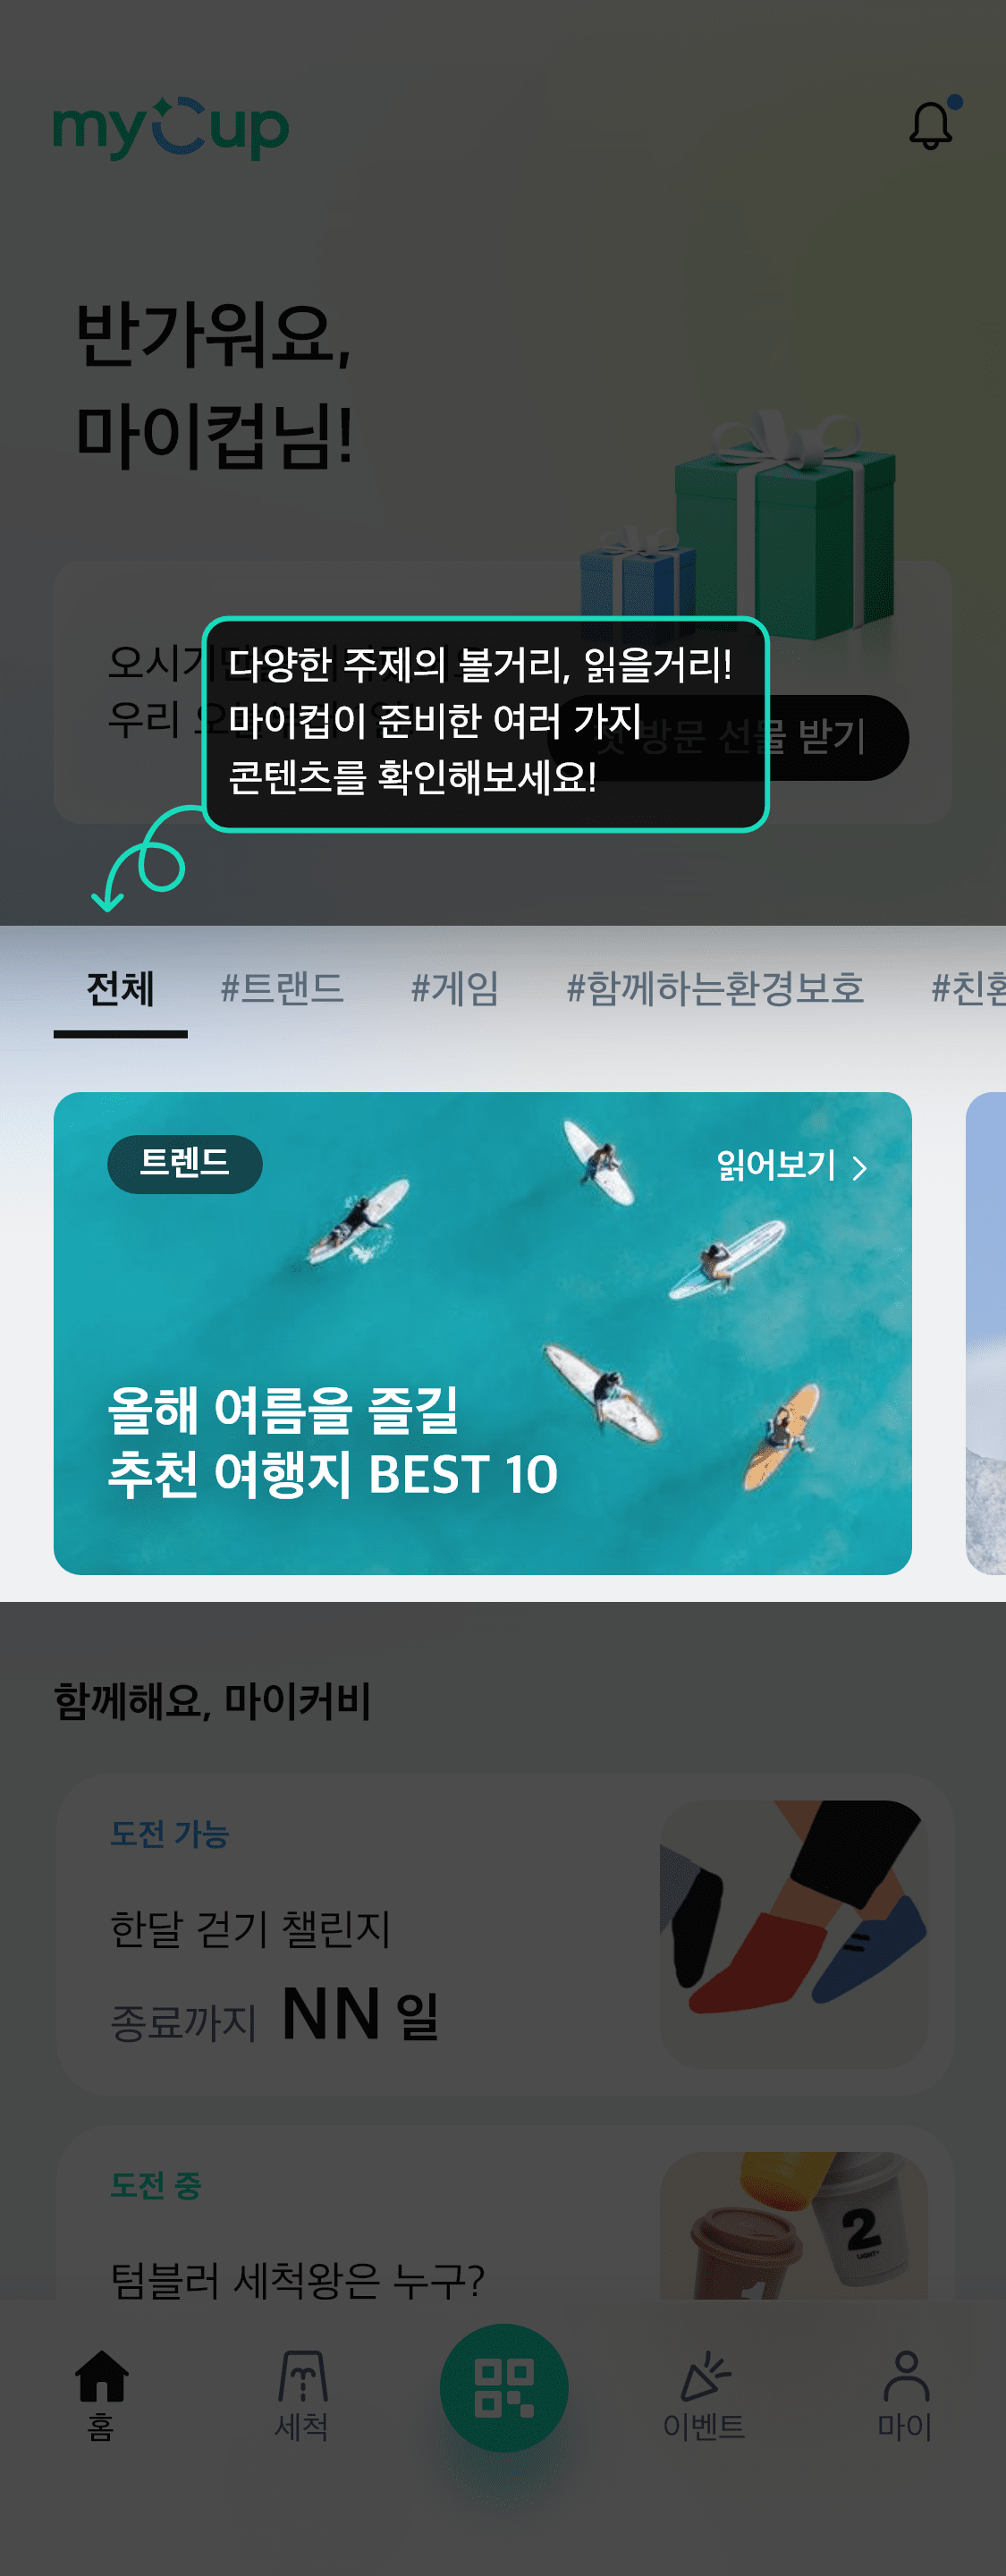 myCup
반가워요,
마이컵님!
다양한 주제의 볼거리, 읽을거리!
마이컵이 준비한 여러 가지
콘텐츠를 확인해보세요!
우리
방문 선물 받기
전체 #트랜드 #게임 #함께하는환경보호 #친환
트렌드
읽어보기
올해 여름을 즐길
추천 여행지 BEST 10
함께해요, 마이커비
도전 가능
한달 걷기 챌린지
종료까지 NN 일
도전 중
텀블러 세척왕은 누구?
1
2
LIGHT
홈 세척 이벤트 마이